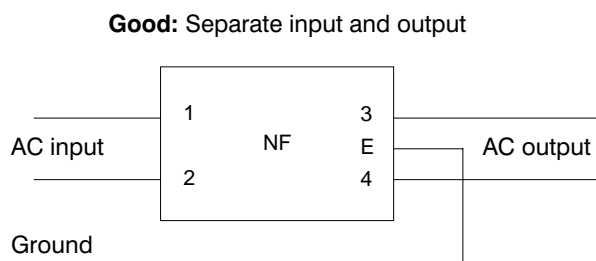 Good: Separate input and output
1 3
AC input NF E AC output
2 4
Ground